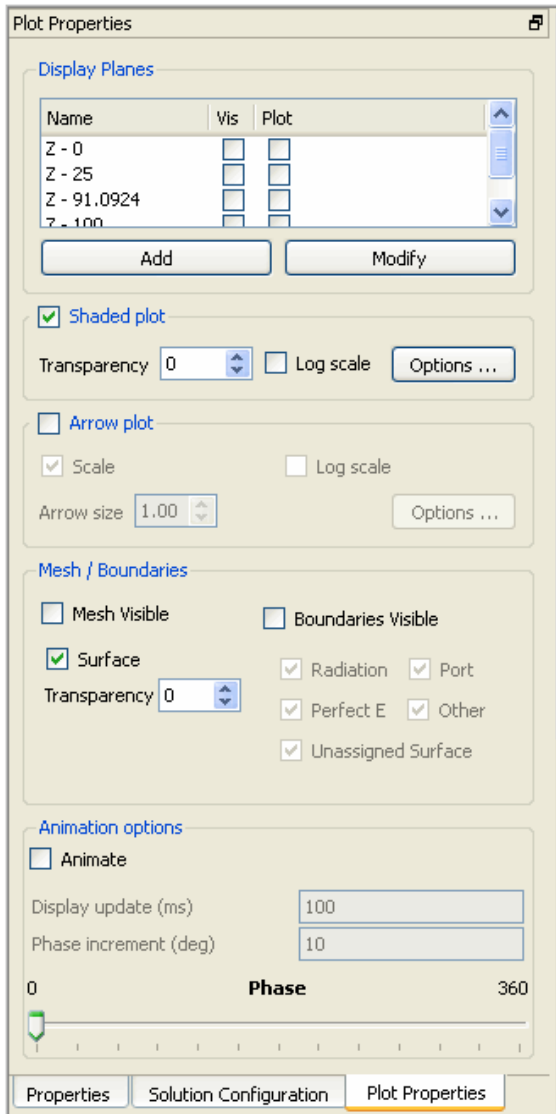 Plot Properties
Display Planes
Name Vis Plot
Z - 0
Z - 25
Z - 91.0924
Z - 100
Add Modify
Shaded plot
Transparency 0 Log scale Options ...
Arrow plot
Scale Log scale
Arrow size 1.00 Options ...
Mesh / Boundaries
Mesh Visible Boundaries Visible
Surface Radiation Port
Transparency 0 Perfect E Other
Unassigned Surface
Animation options
Animate
Display update (ms) 100
Phase increment (deg) 10
0 Phase 360
Properties Solution Configuration Plot Properties